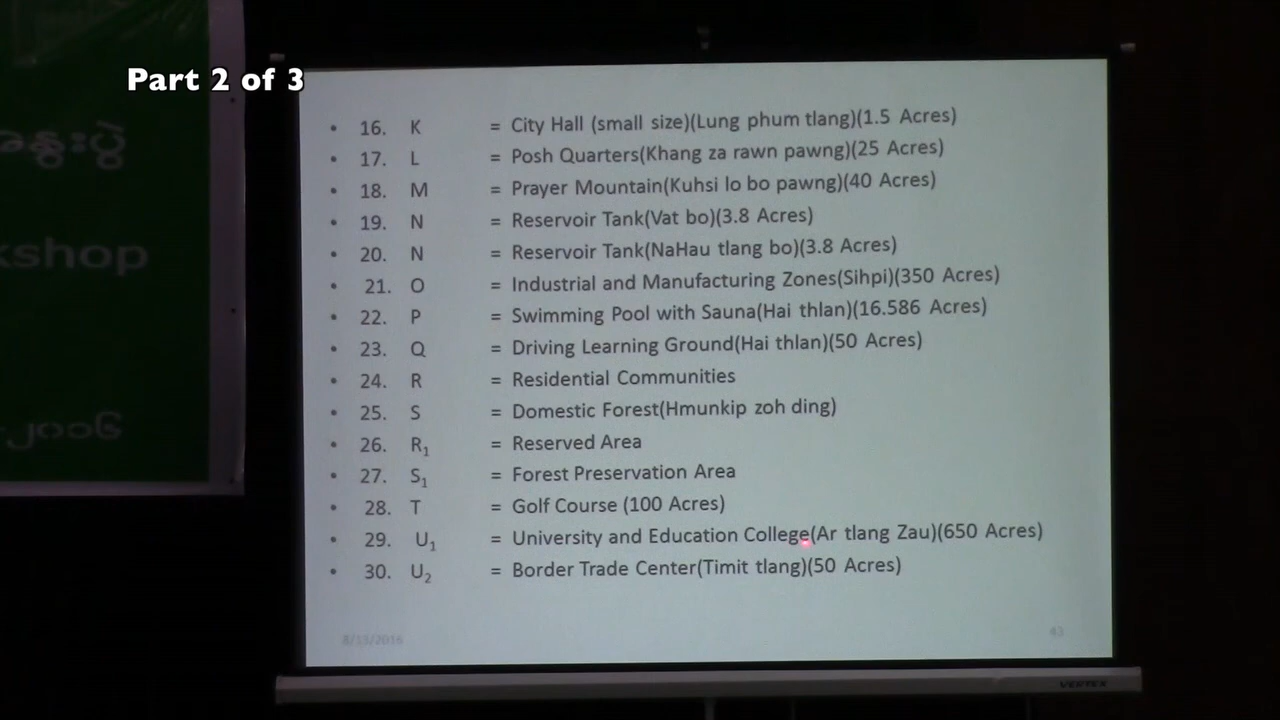 Part 2 of 3
kshop
• 16. K = City Hall (small size)(Lung phum tlang)(1.5 Acres)
• 17. L = Posh Quarters(Khang za rawn pawng)(25 Acres)
• 18. M = Prayer Mountain(Kuhsi lo bo pawng)(40 Acres)
• 19. N = Reservoir Tank(Vat bo)(3.8 Acres)
• 20. N = Reservoir Tank(NaHau tlang bo)(3.8 Acres)
• 21. O = Industrial and Manufacturing Zones(Sihpi)(350 Acres)
• 22. P = Swimming Pool with Sauna(Hai thlan)(16.586 Acres)
• 23. Q = Driving Learning Ground(Hai thlan)(50 Acres)
• 24. R = Residential Communities
• 25. S = Domestic Forest(Hmunkip zoh ding)
• 26. R₁ = Reserved Area
• 27. S₁ = Forest Preservation Area
• 28. T = Golf Course (100 Acres)
• 29. U₁ = University and Education College(Ar tlang Zau)(650 Acres)
• 30. U₂ = Border Trade Center(Timit tlang)(50 Acres)
8/13/2016
43
VERTEX